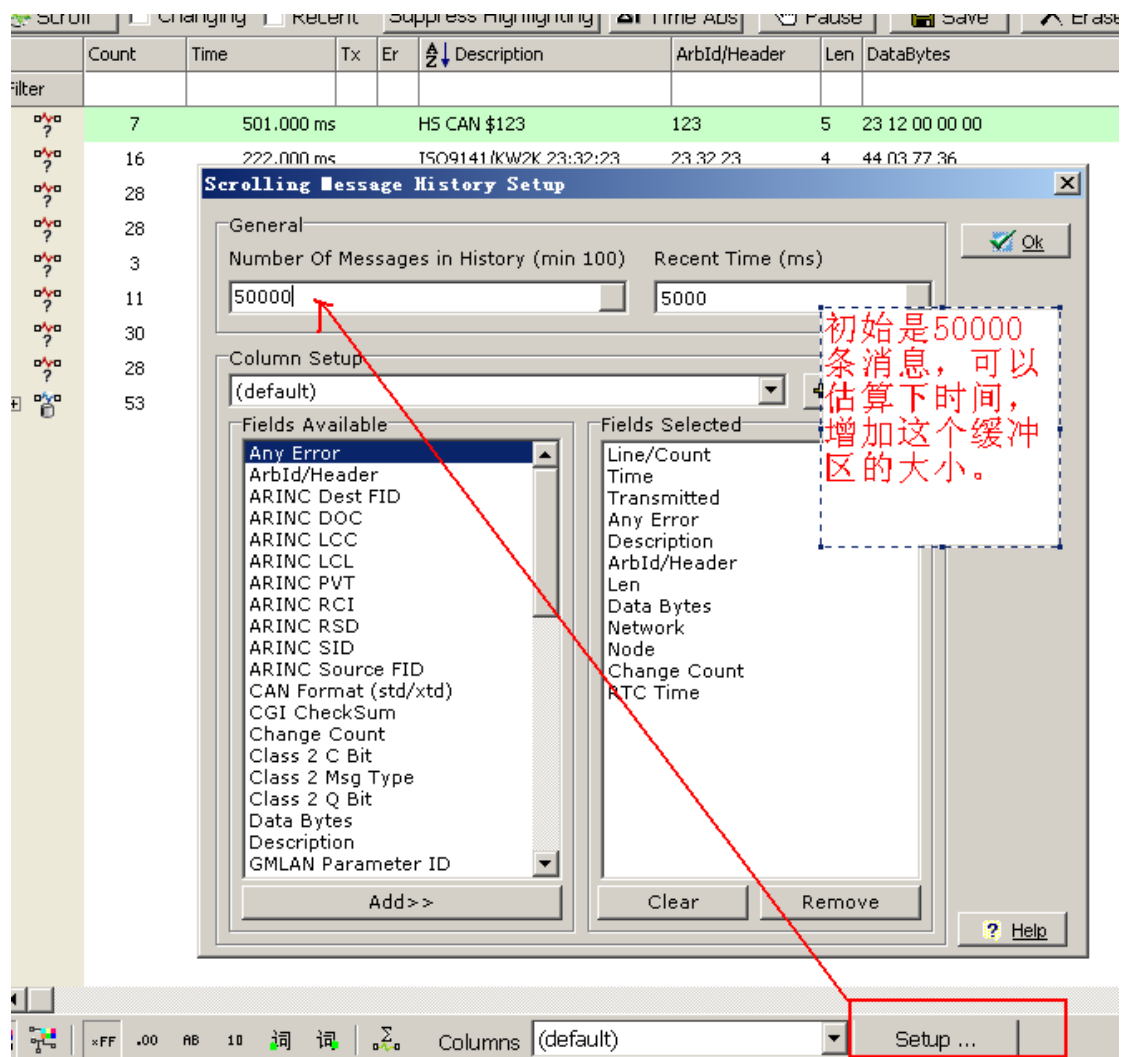 Scroll Changing Recent Suppress Highlighting Time Abs Pause Save Erase
Count Time Tx Er Description ArbId/Header Len DataBytes
Filter
7 501.000 ms HS CAN $123 123 5 23 12 00 00 00
16 222.000 ms ISO9141/KW2K 23:32:23 23 32 23 4 44 03 77 36
28
28
3
11
30
28
53
Scrolling Message History Setup
General
Ok
Number Of Messages in History (min 100) Recent Time (ms)
50000 5000
初始是50000
条消息，可以
估算下时间，
增加这个缓冲
区的大小。
Column Setup
(default)
Fields Available
Any Error
ArbId/Header
ARINC Dest FID
ARINC DOC
ARINC LCC
ARINC LCL
ARINC PVT
ARINC RCI
ARINC RSD
ARINC SID
ARINC Source FID
CAN Format (std/xtd)
CGI CheckSum
Change Count
Class 2 C Bit
Class 2 Msg Type
Class 2 Q Bit
Data Bytes
Description
GMLAN Parameter ID
Add>>
Fields Selected
Line/Count
Time
Transmitted
Any Error
Description
ArbId/Header
Len
Data Bytes
Network
Node
Change Count
RTC Time
Clear Remove
? Help
×FF .00 AB 10 词 词 Σ Columns (default) Setup ...